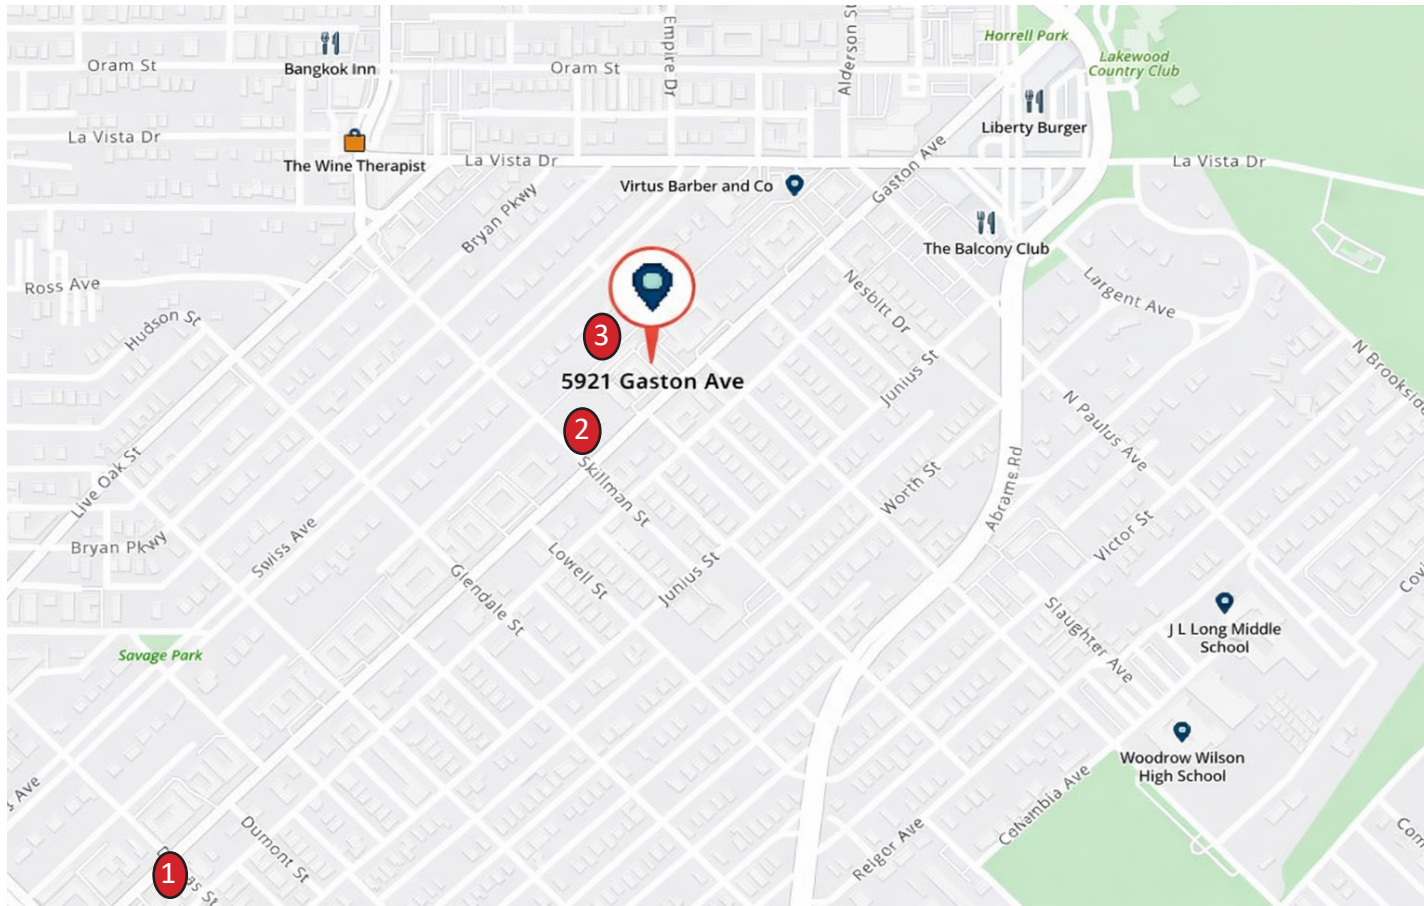 Horrell Park
Lakewood
Country Club
Empire Dr
Alderson St
Oram St
Bangkok Inn
Oram St
Liberty Burger
La Vista Dr
The Wine Therapist
La Vista Dr
Gaston Ave
La Vista Dr
Virtus Barber and Co
Bryan Pkwy
The Balcony Club
Ross Ave
Hudson St
Nesbitt Dr
Largent Ave
3
5921 Gaston Ave
Junius St
N Paulus Ave
2
Live Oak St
Skillman St
Worth St
Abrams Rd
Bryan Pkwy
Swiss Ave
Victor St
Lowell St
Junius St
Glendale St
J L Long Middle
School
Slaughter Ave
Savage Park
Woodrow Wilson
High School
Ave
Dumont St
Reigor Ave
1
St